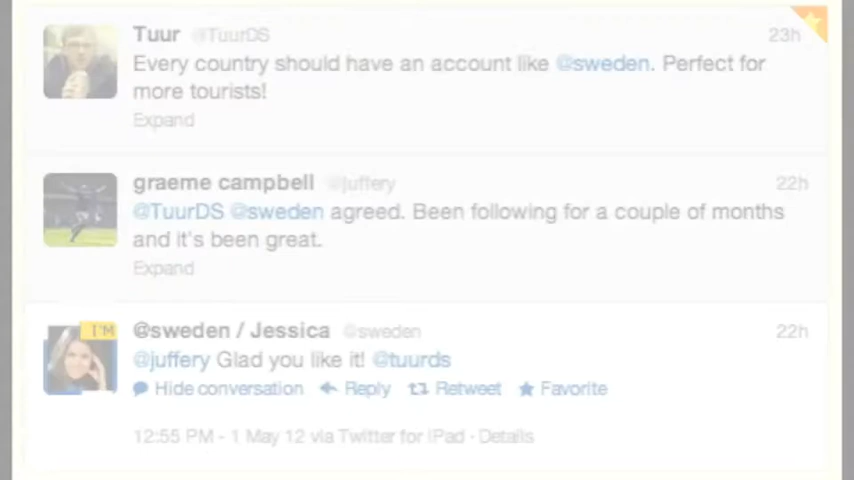 Tuur @TuurDS 23h
Every country should have an account like @sweden. Perfect for
more tourists!
Expand
graeme campbell @juffery 22h
@TuurDS @sweden agreed. Been following for a couple of months
and it's been great.
Expand
I'M
@sweden / Jessica @sweden 22h
@juffery Glad you like it! @tuurds
Hide conversation Reply Retweet Favorite
12:55 PM - 1 May 12 via Twitter for iPad · Details